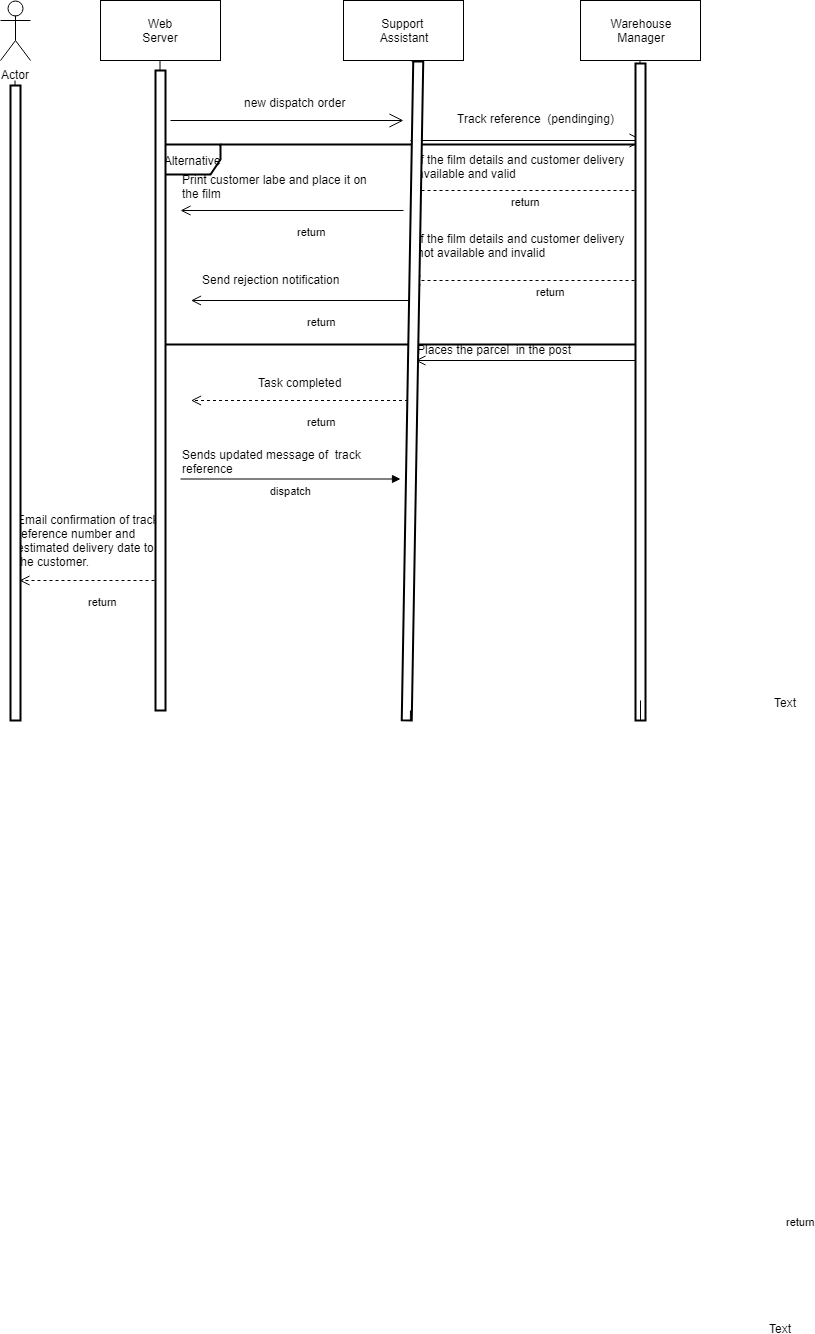 Web
Server
Support
Assistant
Warehouse
Manager
Actor
new dispatch order
Track reference (pendinging)
Alternative
f the film details and customer delivery
available and valid
Print customer labe and place it on
the film
return
return
f the film details and customer delivery
not available and invalid
Send rejection notification
return
return
Places the parcel in the post
Task completed
return
Sends updated message of track
reference
dispatch
Email confirmation of track
reference number and
estimated delivery date to
the customer.
return
Text
return
Text